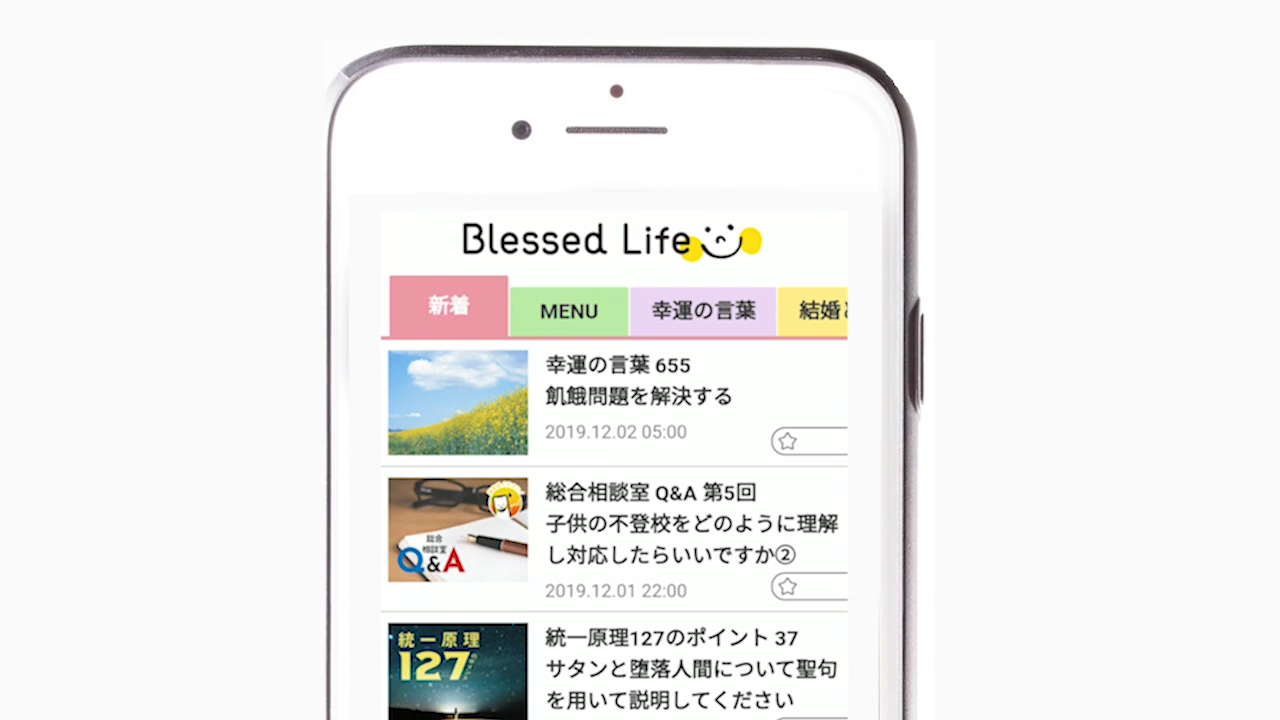 Blessed Life
新着
MENU
幸運の言葉
結婚
幸運の言葉 655
飢餓問題を解決する
2019.12.02 05:00
総合
相談室
Q&A
総合相談室 Q&A 第5回
子供の不登校をどのように理解
し対応したらいいですか②
2019.12.01 22:00
統一原理
127
統一原理127のポイント 37
サタンと堕落人間について聖句
を用いて説明してください